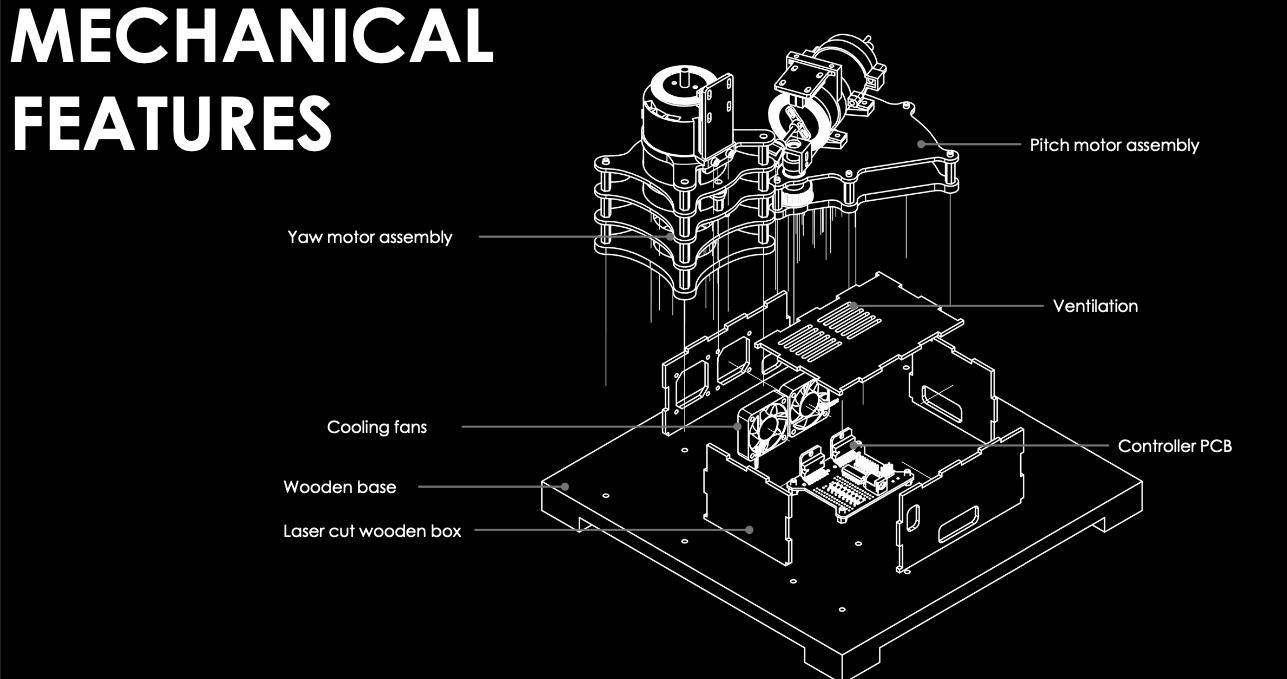 MECHANICAL
FEATURES
Pitch motor assembly
Yaw motor assembly
Ventilation
Cooling fans
Controller PCB
Wooden base
Laser cut wooden box